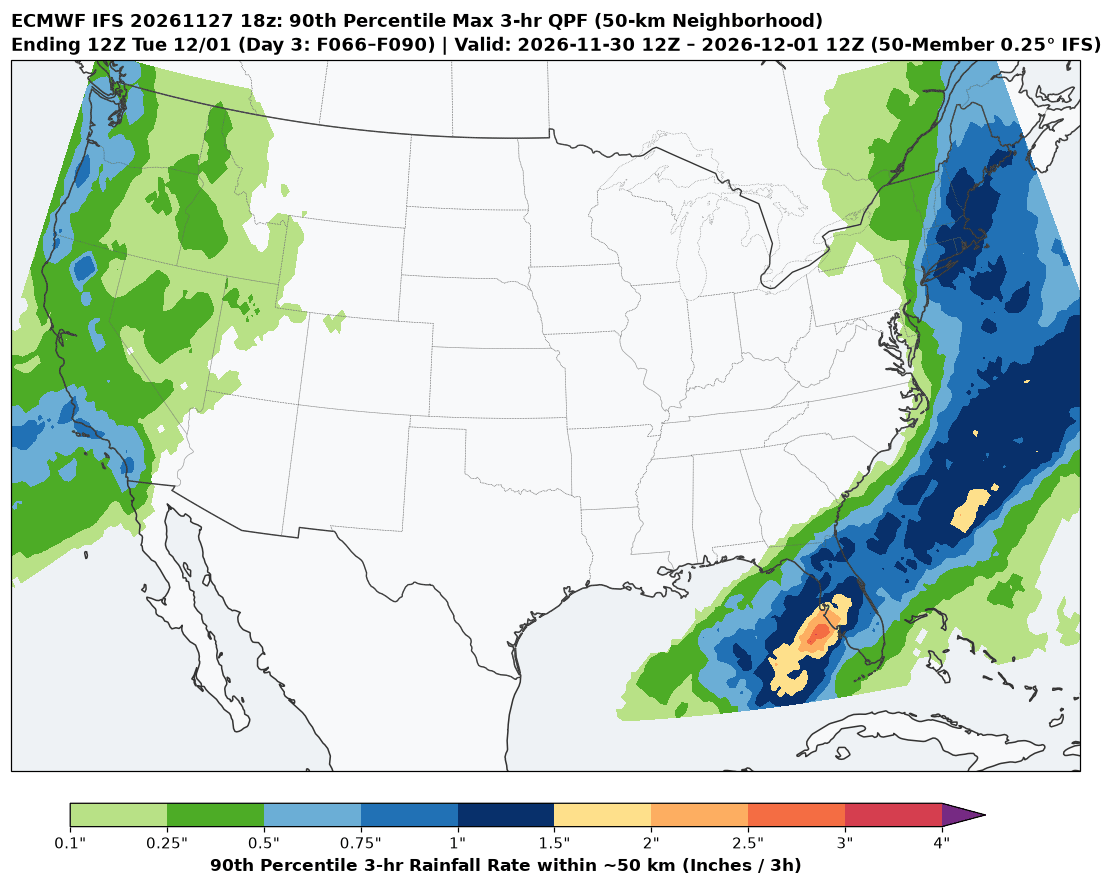 ECMWF IFS 20261127 18z: 90th Percentile Max 3-hr QPF (50-km Neighborhood)
Ending 12Z Tue 12/01 (Day 3: F066–F090) | Valid: 2026-11-30 12Z – 2026-12-01 12Z (50-Member 0.25° IFS)
0.1" 0.25" 0.5" 0.75" 1" 1.5" 2" 2.5" 3" 4"
90th Percentile 3-hr Rainfall Rate within ~50 km (Inches / 3h)